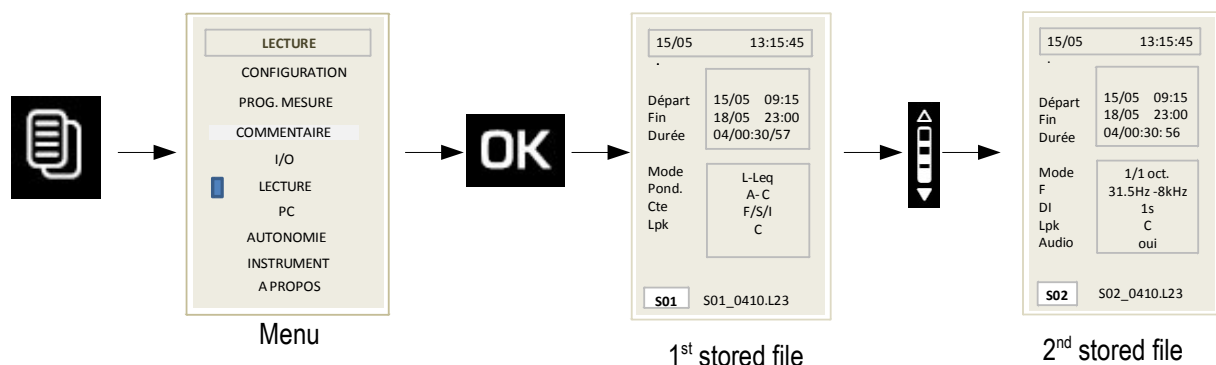 LECTURE
CONFIGURATION
PROG. MESURE
COMMENTAIRE
I/O
LECTURE
PC
AUTONOMIE
INSTRUMENT
A PROPOS
Menu
OK
15/05 13:15:45
.
Départ 15/05 09:15
Fin 18/05 23:00
Durée 04/00:30/57
Mode L-Leq
Pond. A- C
Cte F/S/I
Lpk C
S01 S01_0410.L23
1st stored file
15/05 13:15:45
.
Départ 15/05 09:15
Fin 18/05 23:00
Durée 04/00:30: 56
Mode 1/1 oct.
F 31.5Hz -8kHz
DI 1s
Lpk C
Audio oui
S02 S02_0410.L23
2nd stored file